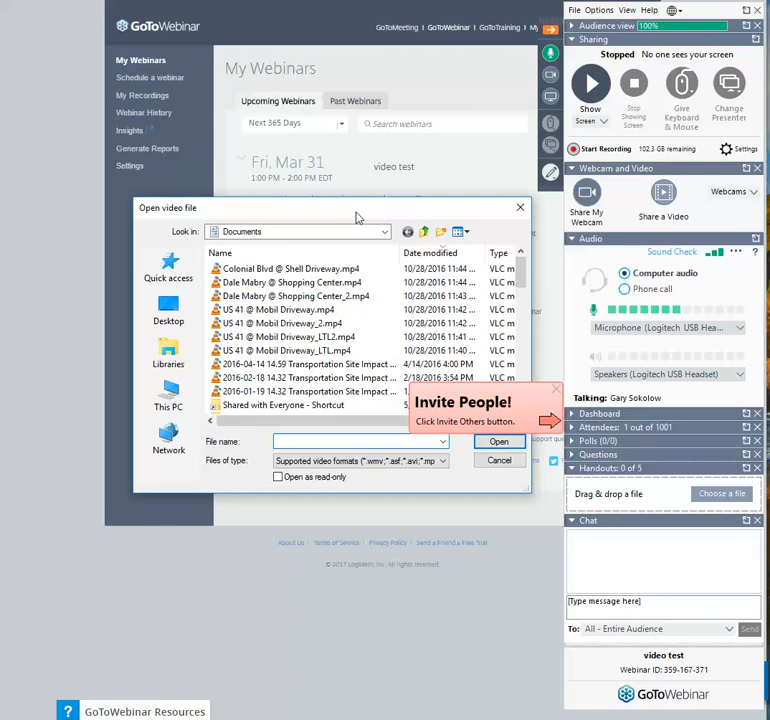 GoToWebinar
GoToMeeting GoToWebinar GoToTraining My
My Webinars
Schedule a webinar
My Recordings
Webinar History
Insights
Generate Reports
Settings
My Webinars
Upcoming Webinars Past Webinars
Next 365 Days
Search webinars
Fri, Mar 31
1:00 PM - 2:00 PM EDT
video test
Open video file
Look in: Documents
Quick access
Desktop
Libraries
This PC
Network
Name Date modified Type
Colonial Blvd @ Shell Driveway.mp4 10/28/2016 11:44 ... VLC m
Dale Mabry @ Shopping Center.mp4 10/28/2016 11:44 ... VLC m
Dale Mabry @ Shopping Center_2.mp4 10/28/2016 11:43 ... VLC m
US 41 @ Mobil Driveway.mp4 10/28/2016 11:42 ... VLC m
US 41 @ Mobil Driveway_2.mp4 10/28/2016 11:42 ... VLC m
US 41 @ Mobil Driveway_LTL2.mp4 10/28/2016 11:41 ... VLC m
US 41 @ Mobil Driveway_LTL.mp4 10/28/2016 11:40 ... VLC m
2016-04-14 14.59 Transportation Site Impact ... 4/14/2016 4:00 PM VLC m
2016-02-18 14.32 Transportation Site Impact ... 2/18/2016 3:54 PM VLC m
2016-01-19 14.32 Transportation Site Impact ...
Shared with Everyone - Shortcut
File name:
Open
Files of type: Supported video formats (*.wmv;*.asf;*.avi;*.mp
Cancel
Open as read-only
Invite People!
Click Invite Others button.
About Us Terms of Service Privacy Policy Send a Friend a Free Trial
© 2017 LogMeIn, Inc. All rights reserved.
? GoToWebinar Resources
File Options View Help
Audience view 100%
Sharing
Stopped No one sees your screen
Show
Screen
Stop
Showing
Screen
Give
Keyboard
& Mouse
Change
Presenter
Start Recording 102.3 GB remaining
Settings
Webcam and Video
Share My
Webcam
Share a Video
Webcams
Audio
Sound Check ?
Computer audio
Phone call
Microphone (Logitech USB Hea...
Speakers (Logitech USB Headset)
Talking: Gary Sokolow
Dashboard
Attendees: 1 out of 1001
Polls (0/0)
Questions
Handouts: 0 of 5
Drag & drop a file
Choose a file
Chat
[Type message here]
To: All - Entire Audience
Send
video test
Webinar ID: 359-167-371
GoToWebinar